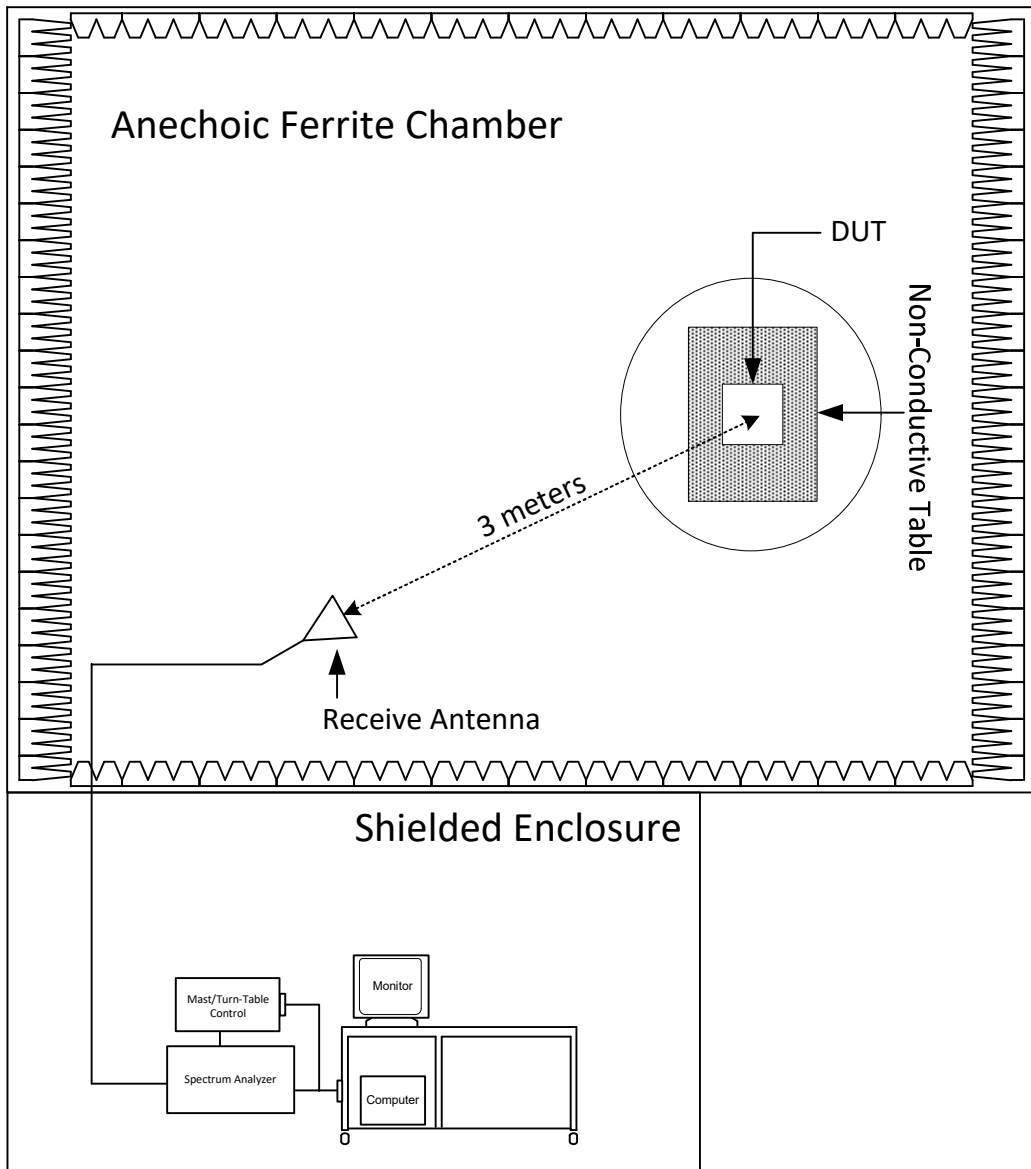 Anechoic Ferrite Chamber
DUT
Non-Conductive Table
3 meters
Receive Antenna
Shielded Enclosure
Monitor
Mast/Turn-Table
Control
Spectrum Analyzer
Computer